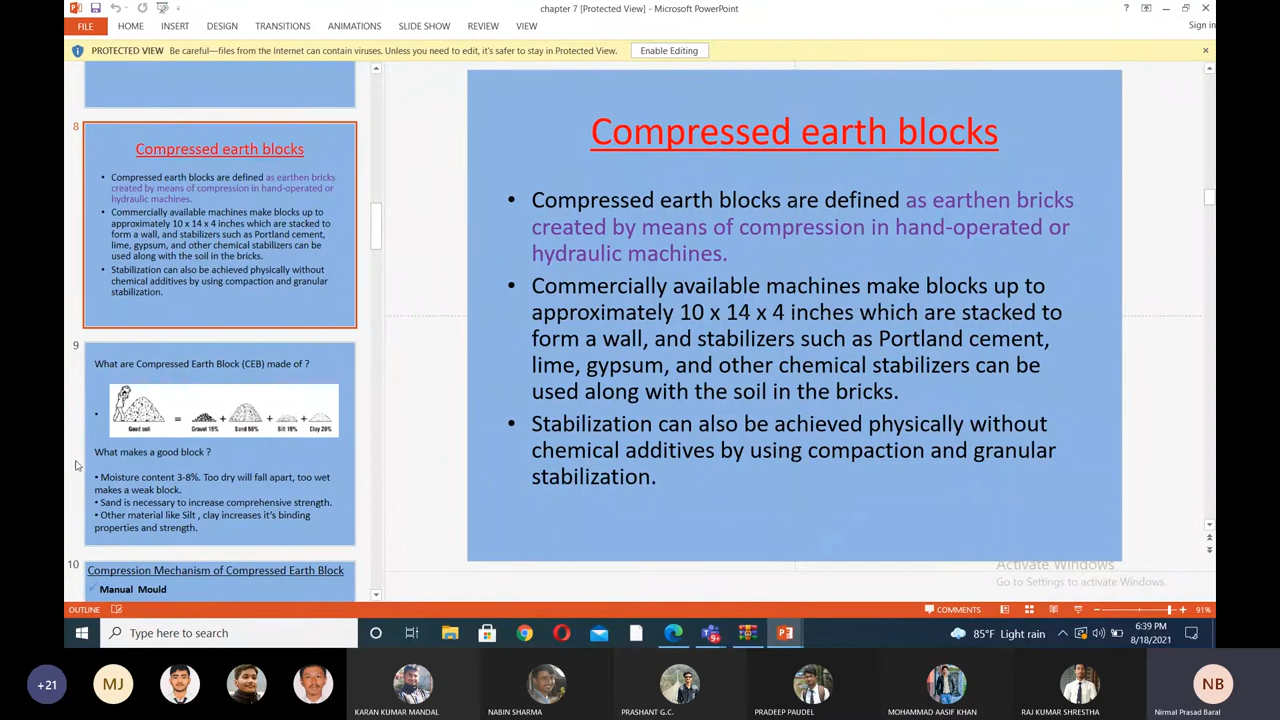 chapter 7 [Protected View] - Microsoft PowerPoint
Sign in
FILE HOME INSERT DESIGN TRANSITIONS ANIMATIONS SLIDE SHOW REVIEW VIEW
PROTECTED VIEW Be careful—files from the Internet can contain viruses. Unless you need to edit, it's safer to stay in Protected View. Enable Editing
8
Compressed earth blocks
• Compressed earth blocks are defined as earthen bricks
created by means of compression in hand-operated or
hydraulic machines.
• Commercially available machines make blocks up to
approximately 10 x 14 x 4 inches which are stacked to
form a wall, and stabilizers such as Portland cement,
lime, gypsum, and other chemical stabilizers can be
used along with the soil in the bricks.
• Stabilization can also be achieved physically without
chemical additives by using compaction and granular
stabilization.
9
What are Compressed Earth Block (CEB) made of ?
• Good soil = Gravel 15% + Sand 50% + Silt 15% + Clay 20%
What makes a good block ?
• Moisture content 3-8%. Too dry will fall apart, too wet
makes a weak block.
• Sand is necessary to increase comprehensive strength.
• Other material like Silt , clay increases it's binding
properties and strength.
10
Compression Mechanism of Compressed Earth Block
✓ Manual Mould
Compressed earth blocks
• Compressed earth blocks are defined as earthen bricks
created by means of compression in hand-operated or
hydraulic machines.
• Commercially available machines make blocks up to
approximately 10 x 14 x 4 inches which are stacked to
form a wall, and stabilizers such as Portland cement,
lime, gypsum, and other chemical stabilizers can be
used along with the soil in the bricks.
• Stabilization can also be achieved physically without
chemical additives by using compaction and granular
stabilization.
Activate Windows
Go to Settings to activate Windows.
OUTLINE COMMENTS 91%
Type here to search 9+ 85°F Light rain 6:39 PM
8/18/2021
+21 MJ NB
KARAN KUMAR MANDAL NABIN SHARMA PRASHANT G.C. PRADEEP PAUDEL MOHAMMAD AASIF KHAN RAJ KUMAR SHRESTHA Nirmal Prasad Baral